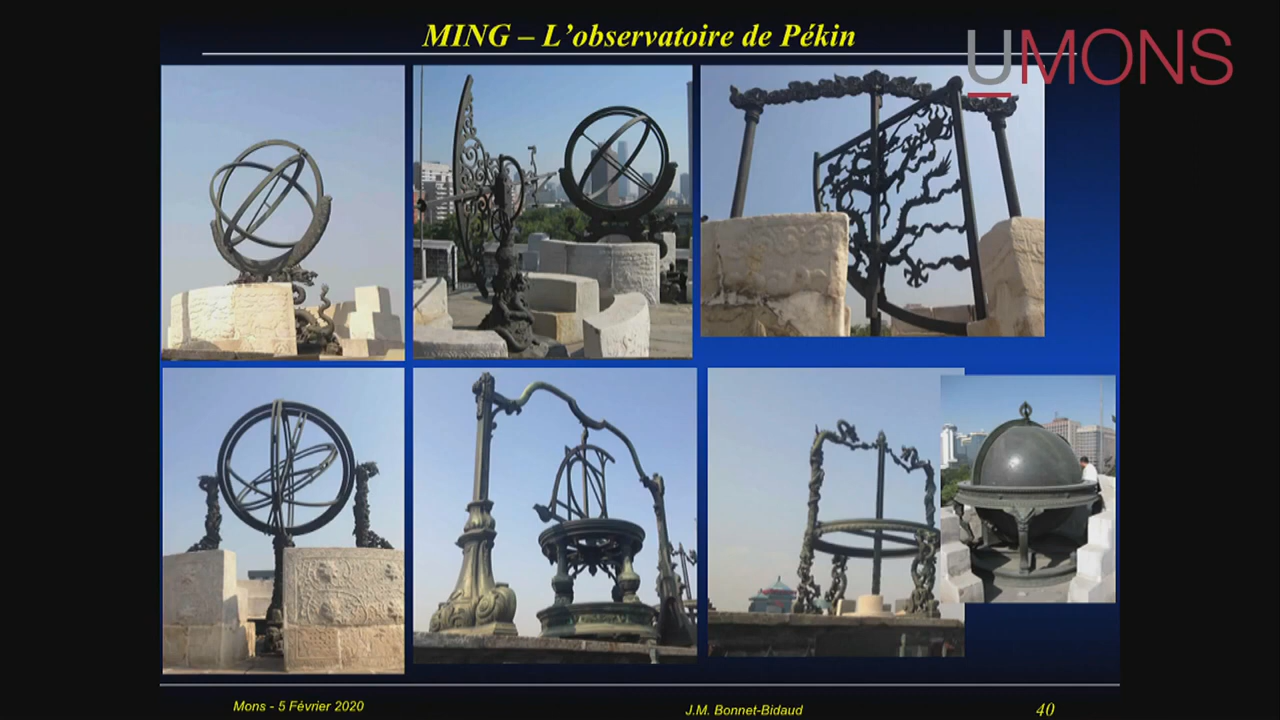 MING – L'observatoire de Pékin
UMONS
Mons - 5 Février 2020
J.M. Bonnet-Bidaud
40